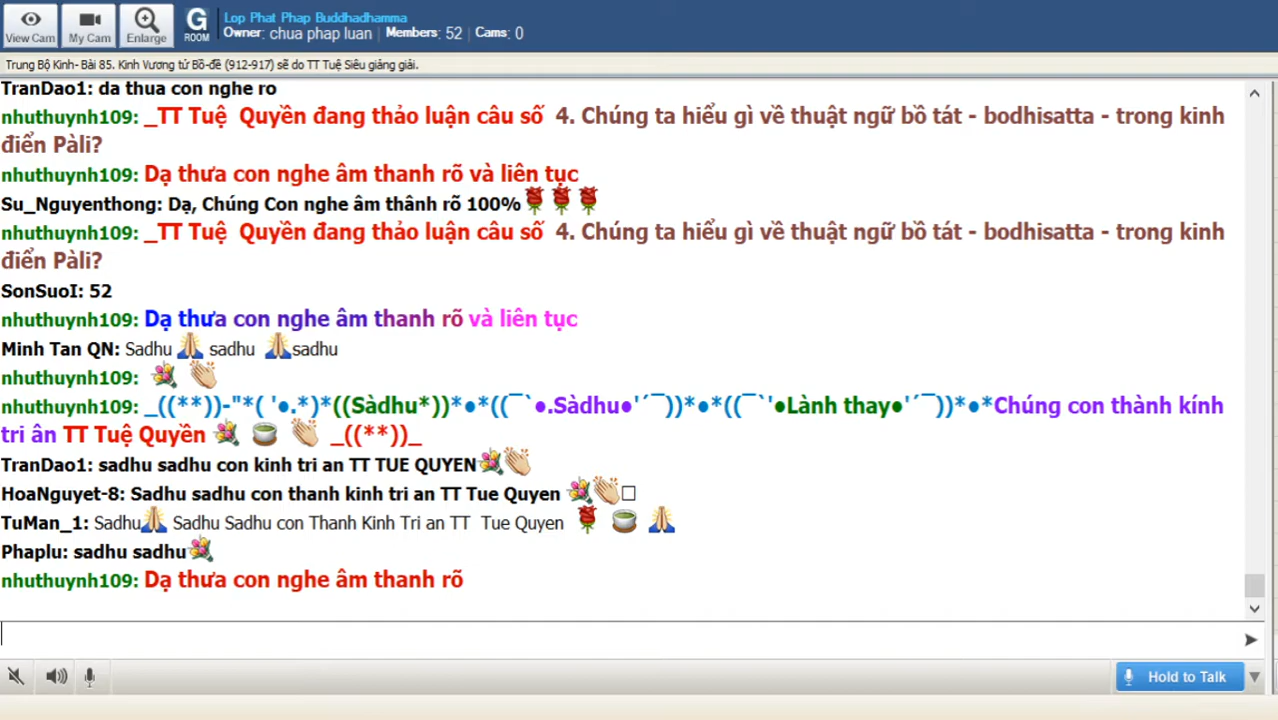 View Cam
My Cam
Enlarge
G
ROOM
Lop Phat Phap Buddhadhamma
Owner: chua phap luan | Members: 52 | Cams: 0
Trung Bộ Kinh- Bài 85. Kinh Vương tử Bồ-đề (912-917) sẽ do TT Tuệ Siêu giảng giải.
TranDao1: da thua con nghe ro
nhuthuynh109: _TT Tuệ  Quyền đang thảo luận câu số  4. Chúng ta hiểu gì về thuật ngữ bồ tát - bodhisatta - trong kinh
điển Pàli?
nhuthuynh109: Dạ thưa con nghe âm thanh rõ và liên tục
Su_Nguyenthong: Dạ, Chúng Con nghe âm thânh rõ 100%🌹🌹🌹
nhuthuynh109: _TT Tuệ  Quyền đang thảo luận câu số  4. Chúng ta hiểu gì về thuật ngữ bồ tát - bodhisatta - trong kinh
điển Pàli?
SonSuoI: 52
nhuthuynh109: Dạ thưa con nghe âm thanh rõ và liên tục
Minh Tan QN: Sadhu 🙏 sadhu 🙏sadhu
nhuthuynh109: 💐 👏
nhuthuynh109: _((**))-"*( '●.*)*((Sàdhu*))*●*((¯`●.Sàdhu●'´¯))*●*((¯`'●Lành thay●'´¯))*●*Chúng con thành kính
tri ân TT Tuệ Quyền 💐 🍵 👏 _((**))_
TranDao1: sadhu sadhu con kinh tri an TT TUE QUYEN💐👏
HoaNguyet-8: Sadhu sadhu con thanh kinh tri an TT Tue Quyen 💐👏□
TuMan_1: Sadhu🙏 Sadhu Sadhu con Thanh Kinh Tri an TT  Tue Quyen 🌹 🍵 🙏
Phaplu: sadhu sadhu💐
nhuthuynh109: Dạ thưa con nghe âm thanh rõ
Hold to Talk